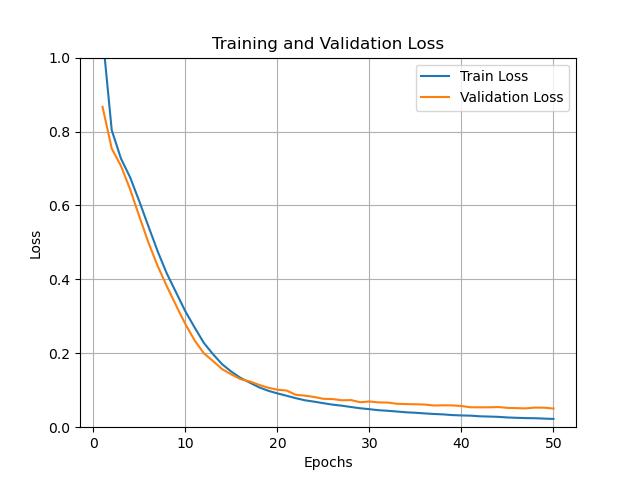 Training and Validation Loss
Train Loss
Validation Loss
Loss
1.0
0.8
0.6
0.4
0.2
0.0
0 10 20 30 40 50
Epochs